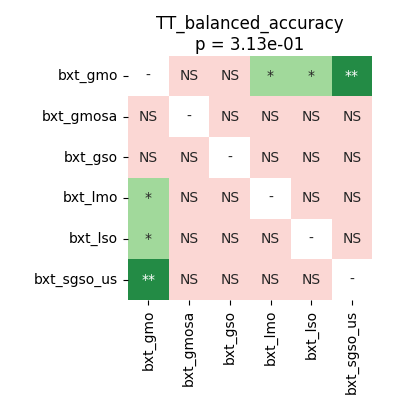 TT_balanced_accuracy
p = 3.13e-01
bxt_gmo - NS NS * * **
bxt_gmosa NS - NS NS NS NS
bxt_gso NS NS - NS NS NS
bxt_lmo * NS NS - NS NS
bxt_lso * NS NS NS - NS
bxt_sgso_us ** NS NS NS NS -
bxt_gmo
bxt_gmosa
bxt_gso
bxt_lmo
bxt_lso
bxt_sgso_us